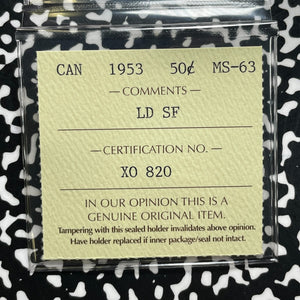 CAN 1953 50¢ MS-63
— COMMENTS —
LD SF
— CERTIFICATION NO. —
XO 820
IN OUR OPINION THIS IS A
GENUINE ORIGINAL ITEM.
Tampering with this sealed holder invalidates above opinion.
Have holder replaced if inner package/seal not intact.